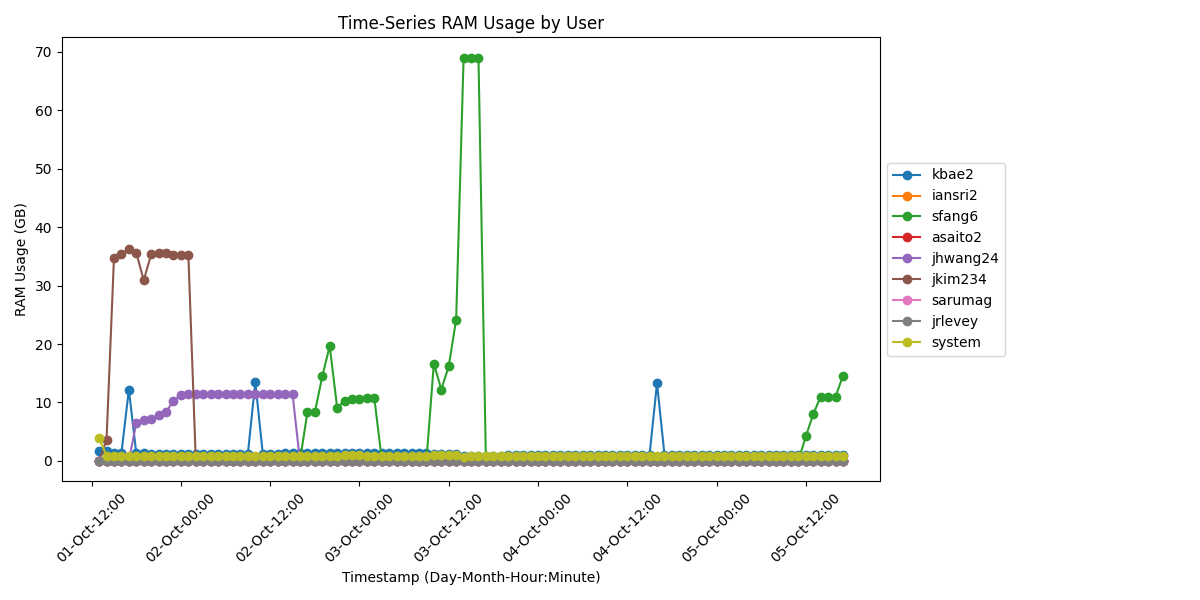 Time-Series RAM Usage by User
RAM Usage (GB)
70
60
50
40
30
20
10
0
01-Oct-12:00
02-Oct-00:00
02-Oct-12:00
03-Oct-00:00
03-Oct-12:00
04-Oct-00:00
04-Oct-12:00
05-Oct-00:00
05-Oct-12:00
Timestamp (Day-Month-Hour:Minute)
kbae2
iansri2
sfang6
asaito2
jhwang24
jkim234
sarumag
jrlevey
system